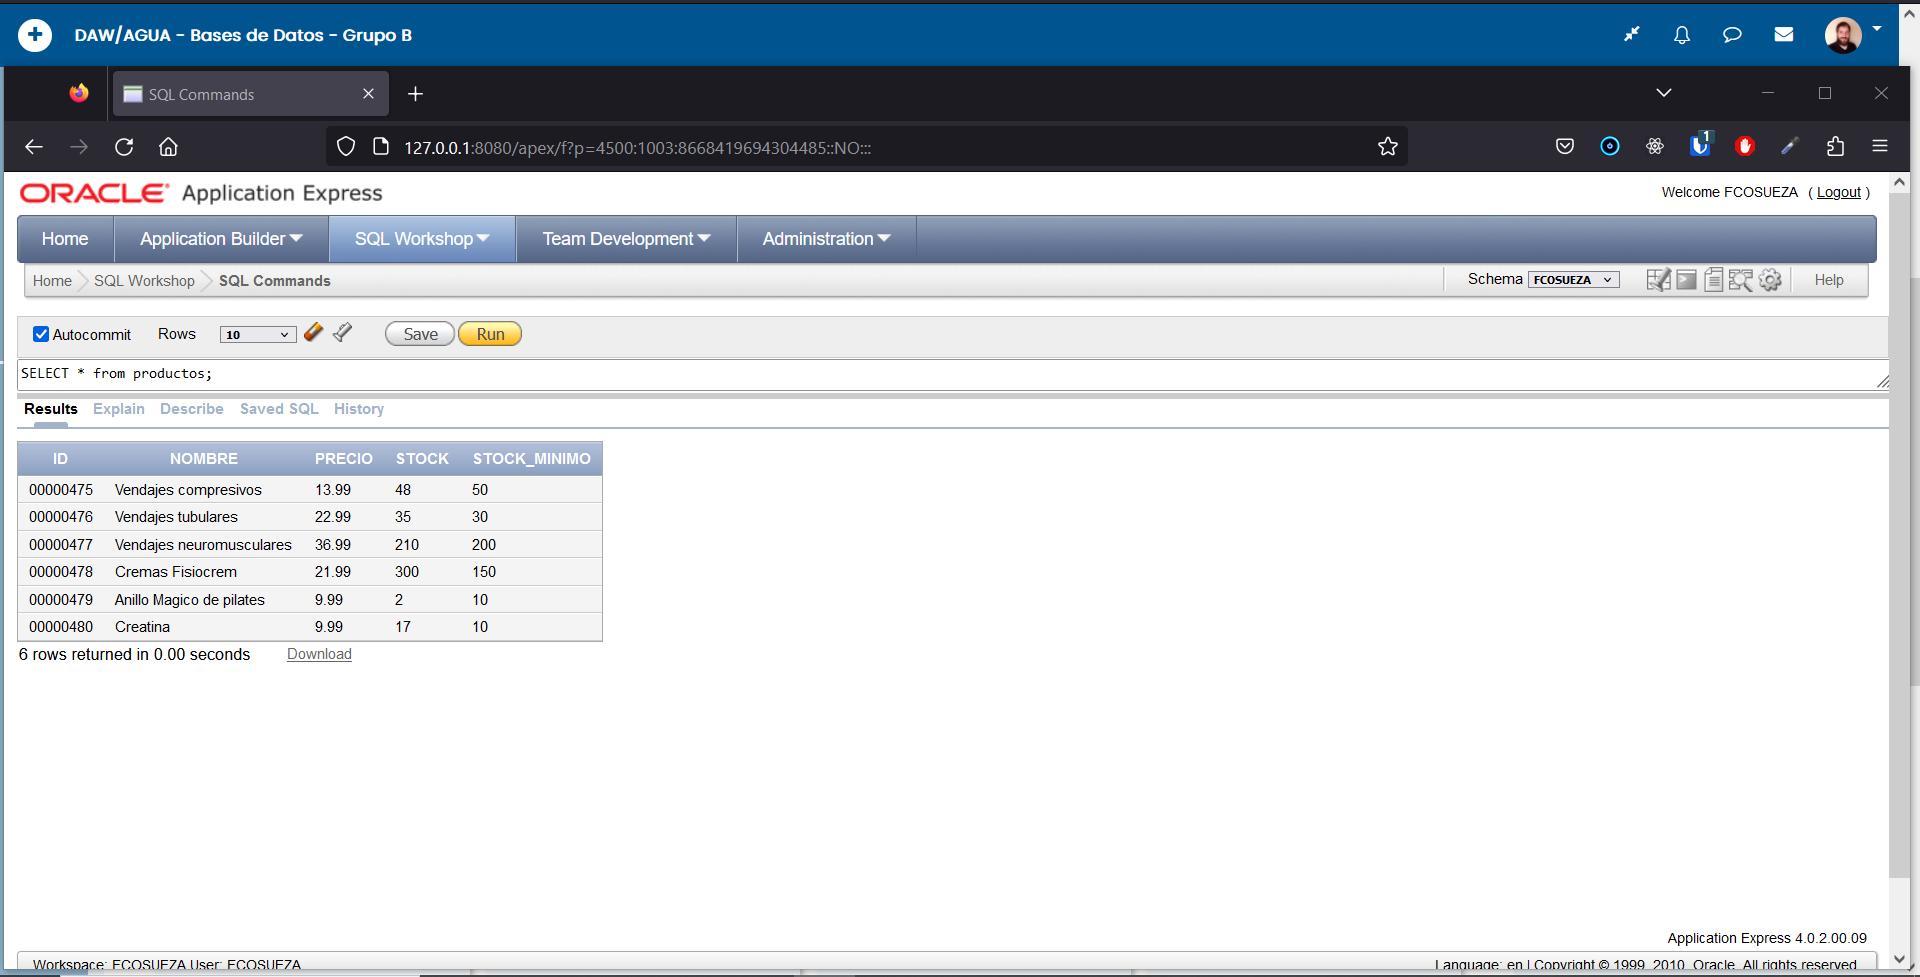 DAW/AGUA - Bases de Datos - Grupo B
SQL Commands
127.0.0.1:8080/apex/f?p=4500:1003:8668419694304485::NO:::
1
ORACLE Application Express
Welcome FCOSUEZA ( Logout )
Home Application Builder SQL Workshop Team Development Administration
Home SQL Workshop SQL Commands Schema FCOSUEZA Help
Autocommit Rows 10 Save Run
SELECT * from productos;
Results Explain Describe Saved SQL History
ID NOMBRE PRECIO STOCK STOCK_MINIMO
00000475 Vendajes compresivos 13.99 48 50
00000476 Vendajes tubulares 22.99 35 30
00000477 Vendajes neuromusculares 36.99 210 200
00000478 Cremas Fisiocrem 21.99 300 150
00000479 Anillo Magico de pilates 9.99 2 10
00000480 Creatina 9.99 17 10
6 rows returned in 0.00 seconds Download
Application Express 4.0.2.00.09
Workspace: FCOSUEZA User: FCOSUEZA Language: en | Copyright © 1999, 2010, Oracle. All rights reserved.